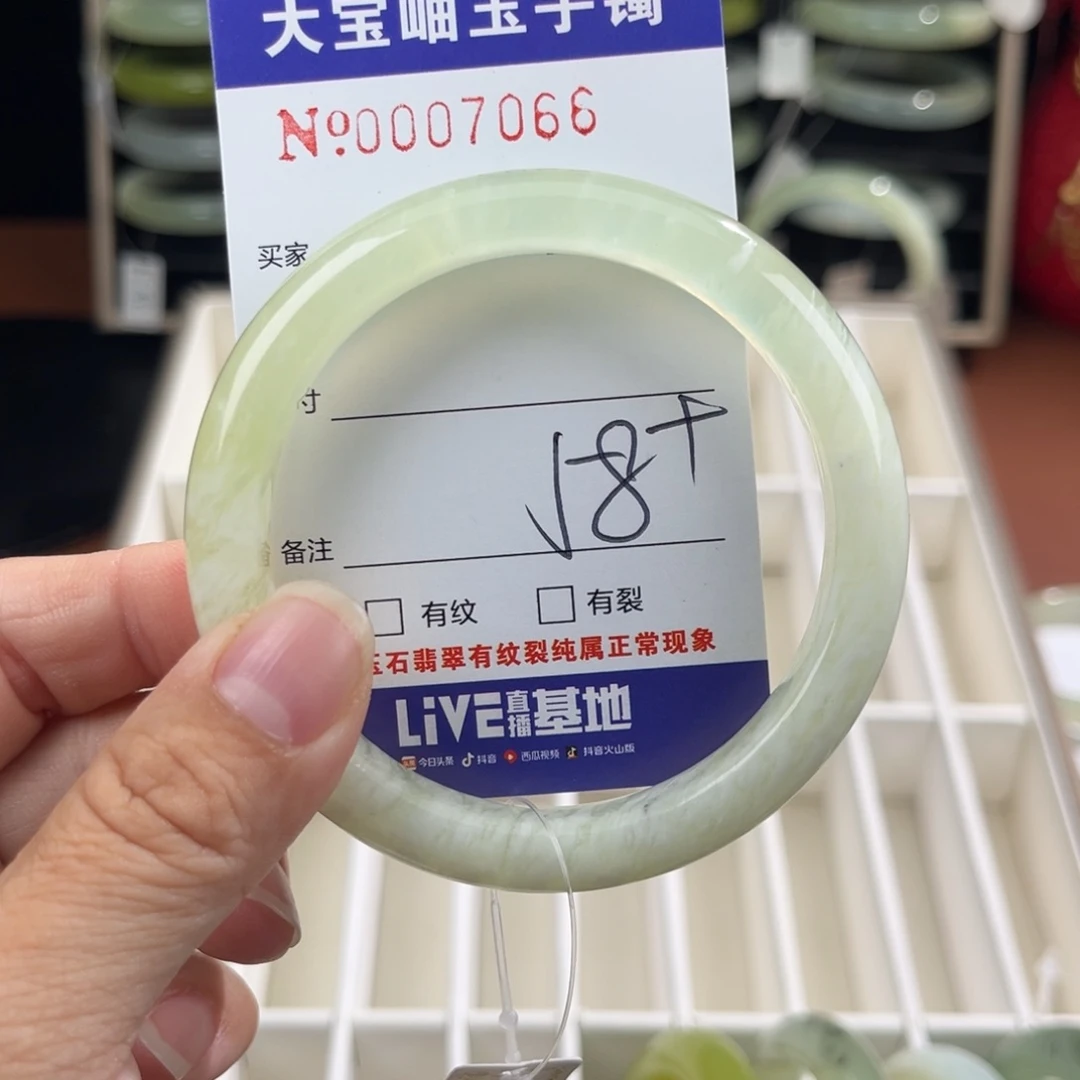 大宝岫玉手镯
№0007066
买家
寸
备注
□ 有纹 □ 有裂
玉石翡翠有纹裂纯属正常现象
LiVE直播基地
今日头条 抖音 西瓜视频 抖音火山版